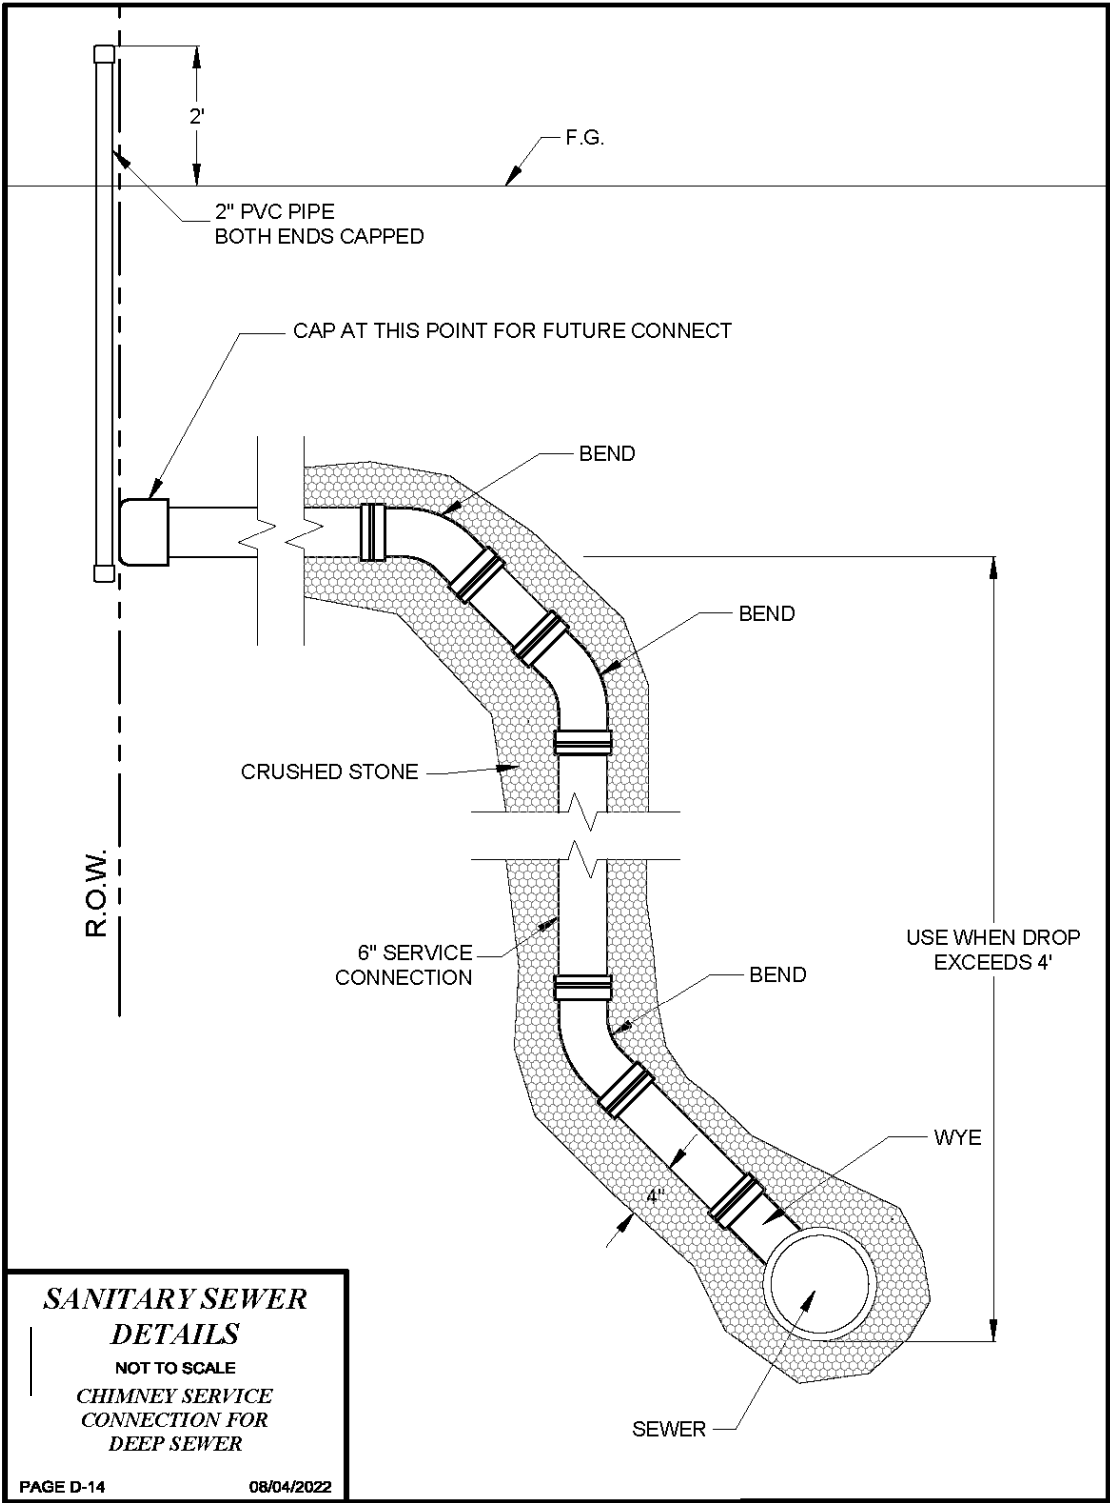 2'
F.G.
2" PVC PIPE
BOTH ENDS CAPPED
CAP AT THIS POINT FOR FUTURE CONNECT
BEND
BEND
CRUSHED STONE
R.O.W.
6" SERVICE
CONNECTION
USE WHEN DROP
EXCEEDS 4'
BEND
WYE
4"
SEWER
SANITARY SEWER
DETAILS
NOT TO SCALE
CHIMNEY SERVICE
CONNECTION FOR
DEEP SEWER
PAGE D-14 08/04/2022